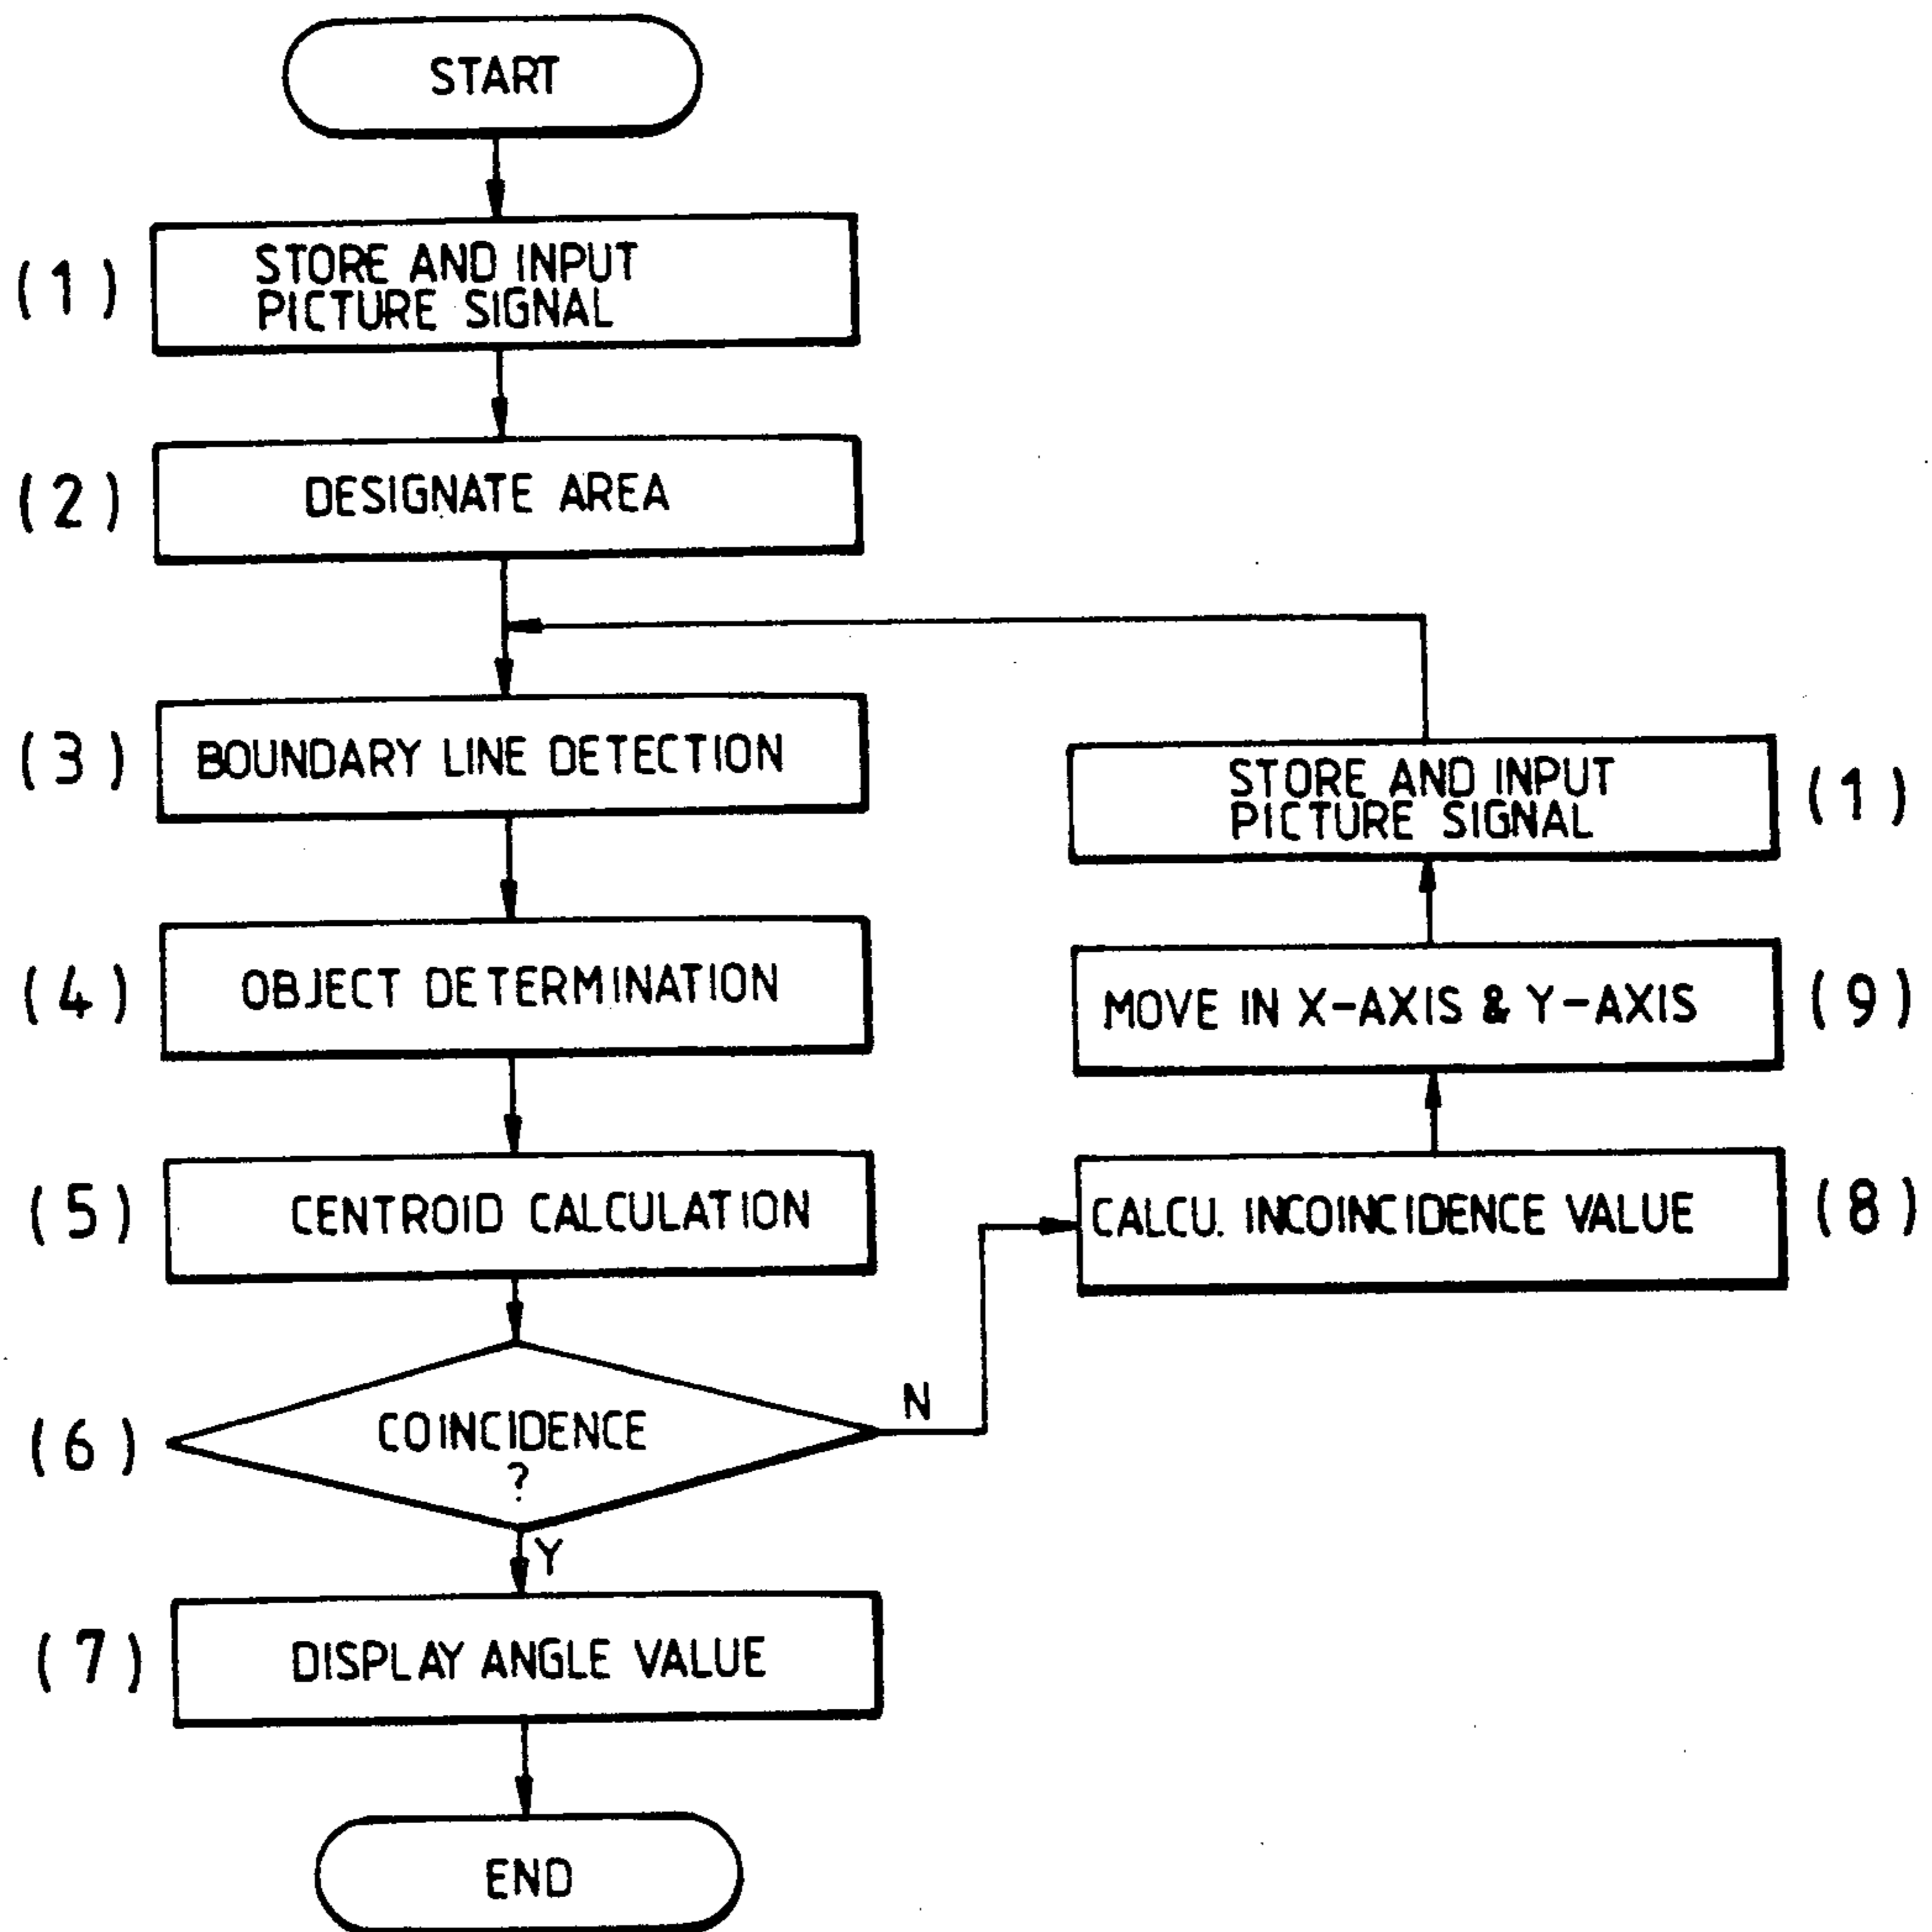 START
(1)
STORE AND INPUT
PICTURE SIGNAL
(2)
DESIGNATE AREA
(3)
BOUNDARY LINE DETECTION
(4)
OBJECT DETERMINATION
(5)
CENTROID CALCULATION
(6)
COINCIDENCE
?
N
Y
(7)
DISPLAY ANGLE VALUE
END
STORE AND INPUT
PICTURE SIGNAL
(1)
MOVE IN X-AXIS & Y-AXIS
(9)
CALCU. INCOINCIDENCE VALUE
(8)